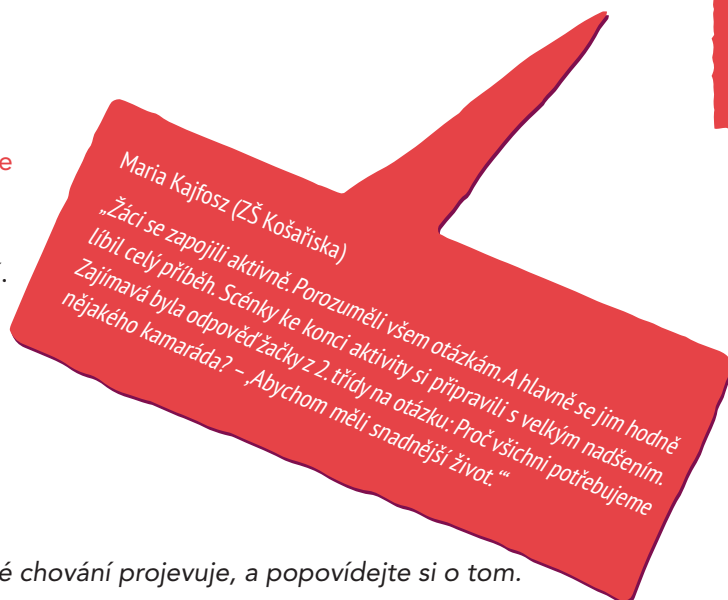 e
Maria Kajfosz (ZŠ Košařiska)
„Žáci se zapojili aktivně. Porozuměli všem otázkám. A hlavně se jim hodně
líbil celý příběh. Scénky ke konci aktivity si připravili s velkým nadšením.
Zajímavá byla odpověď žačky z 2. třídy na otázku: Proč všichni potřebujeme
nějakého kamaráda? – ‚Abychom měli snadnější život.‘“
.
é chování projevuje, a popovídejte si o tom.